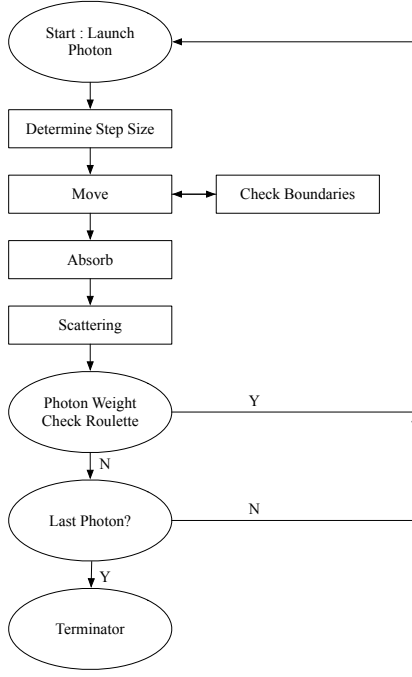 Start : Launch
Photon
Determine Step Size
Move
Check Boundaries
Absorb
Scattering
Photon Weight
Check Roulette
Y
N
Last Photon?
N
Y
Terminator